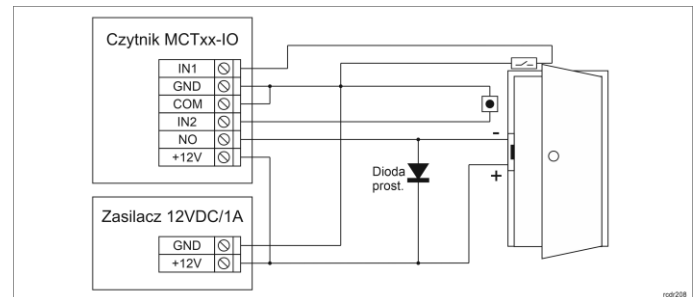 Czytnik MCTxx-IO
IN1
GND
COM
IN2
NO
+12V
-
Dioda
prost.
+
Zasilacz 12VDC/1A
GND
+12V
rodr208